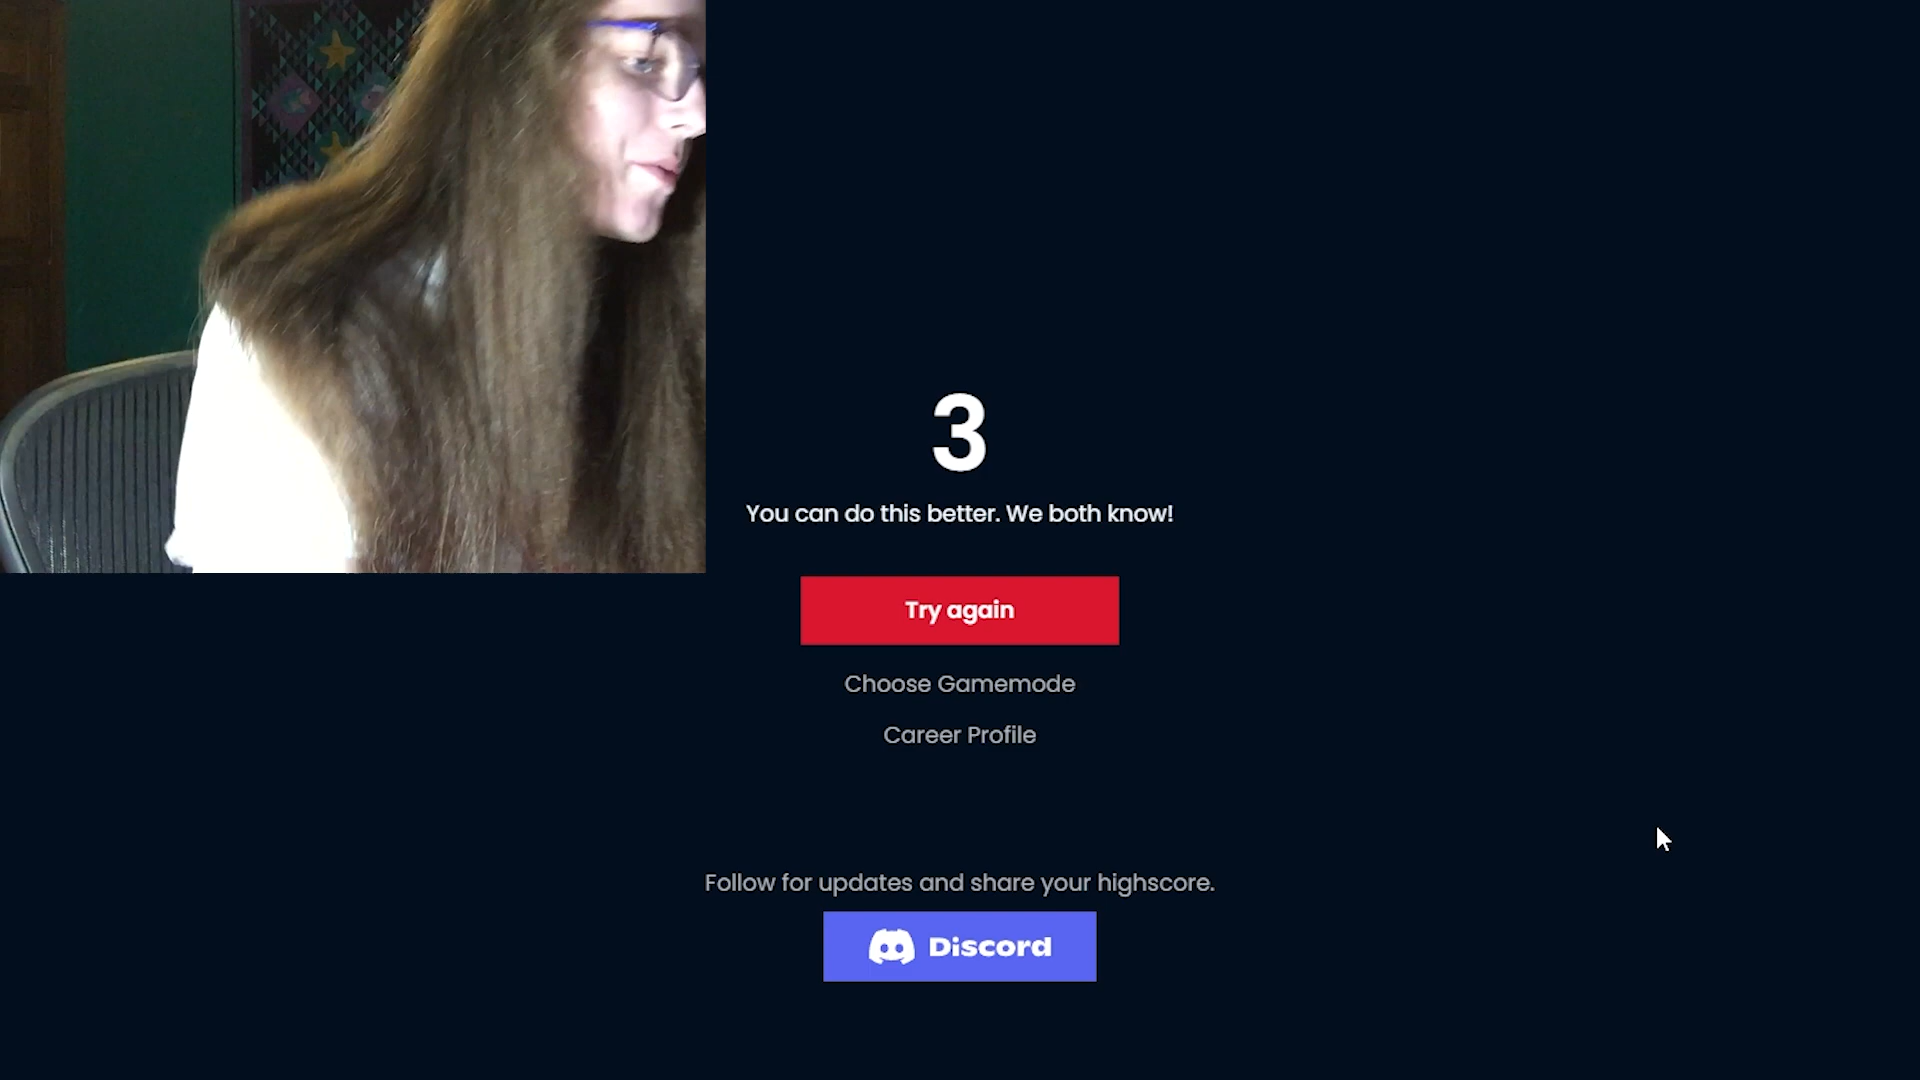 3
You can do this better. We both know!
Try again
Choose Gamemode
Career Profile
Follow for updates and share your highscore.
Discord